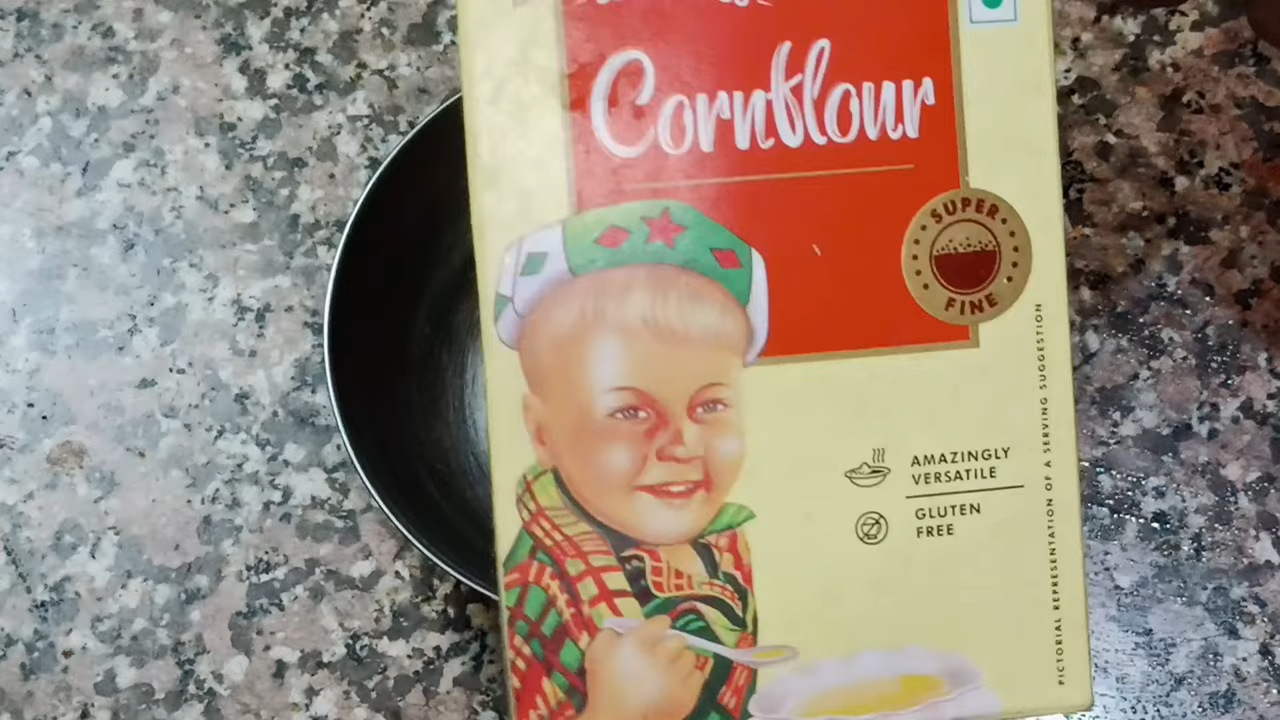 Cornflour
SUPER
FINE
AMAZINGLY
VERSATILE
GLUTEN
FREE
PICTORIAL REPRESENTATION OF A SERVING SUGGESTION